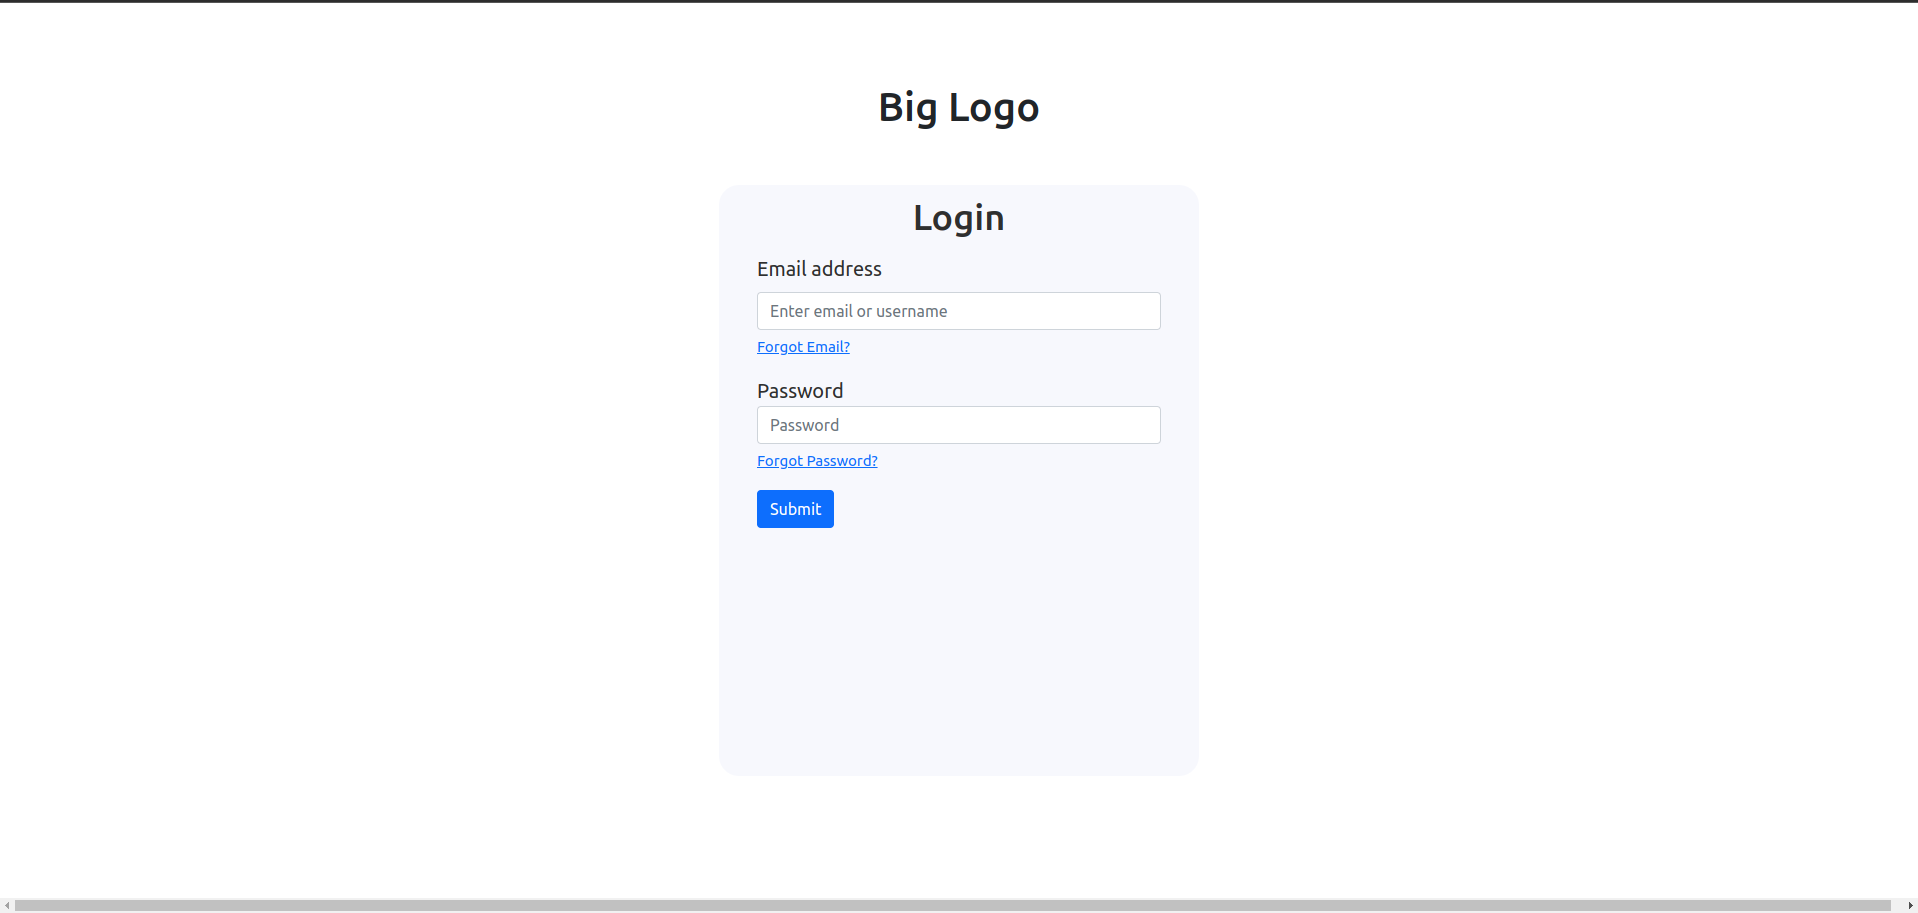 Big Logo
Login
Email address
Enter email or username
Forgot Email?
Password
Password
Forgot Password?
Submit